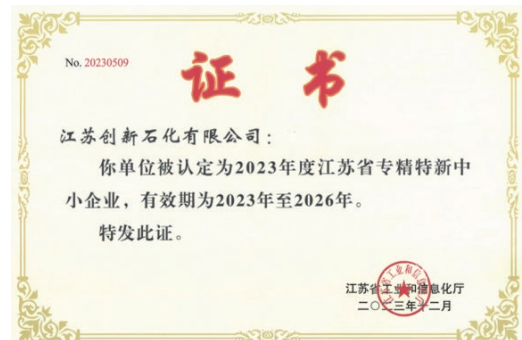 No. 20230509
证书
江苏创新石化有限公司：
你单位被认定为2023年度江苏省专精特新中
小企业，有效期为2023年至2026年。
特发此证。
江苏省工业和信息化厅
二〇二三年十二月